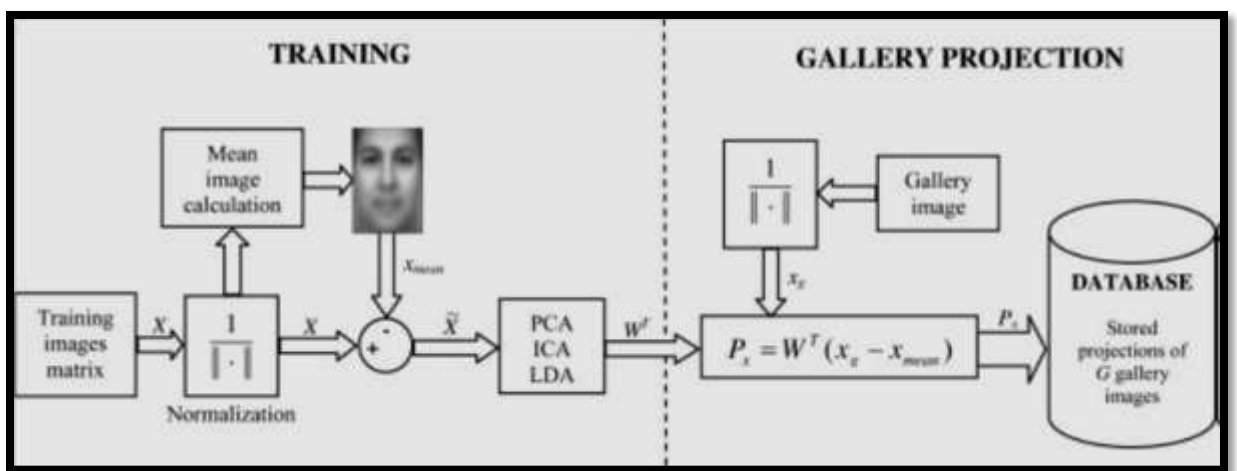 TRAINING
GALLERY PROJECTION
Mean
image
calculation
x_mean
Training
images
matrix
X
1
‖ · ‖
Normalization
X
-
+
X̃
PCA
ICA
LDA
W^T
1
‖ · ‖
Gallery
image
x_g
P_x = W^T (x_g − x_mean)
P_x
DATABASE
Stored
projections of
G gallery
images